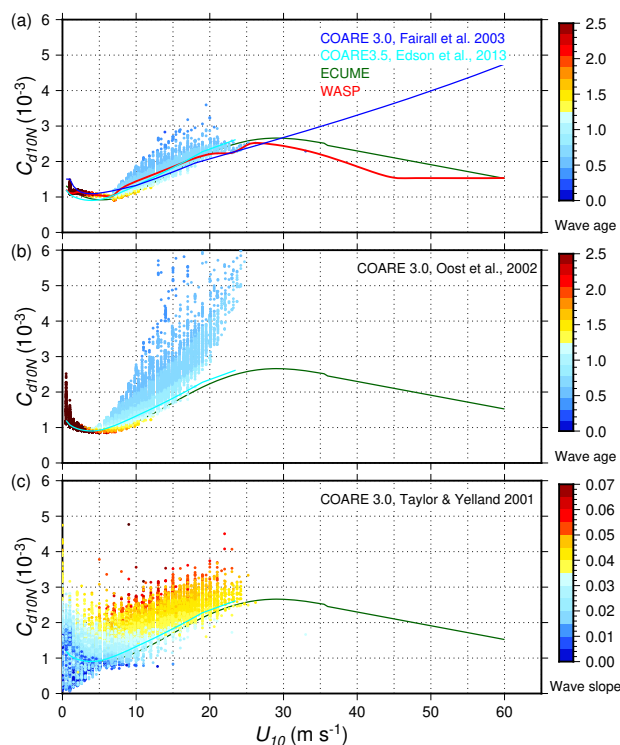 (a)
6
5
4
3
2
1
0
C_d10N (10^-3)
COARE 3.0, Fairall et al. 2003
COARE3.5, Edson et al., 2013
ECUME
WASP
2.5
2.0
1.5
1.0
0.5
0.0
Wave age
(b)
6
5
4
3
2
1
0
C_d10N (10^-3)
COARE 3.0, Oost et al., 2002
2.5
2.0
1.5
1.0
0.5
0.0
Wave age
(c)
6
5
4
3
2
1
0
C_d10N (10^-3)
COARE 3.0, Taylor & Yelland 2001
0.07
0.06
0.05
0.04
0.03
0.02
0.01
0.00
Wave slope
0 10 20 30 40 50 60
U_10 (m s^-1)